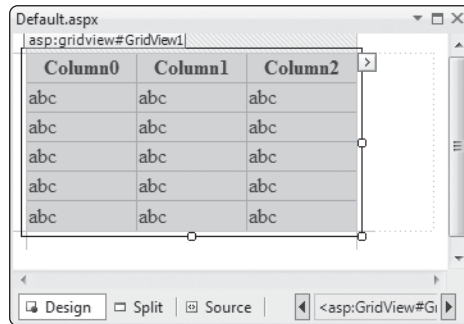 Default.aspx
asp:gridview#GridView1
Column0 Column1 Column2
abc abc abc
abc abc abc
abc abc abc
abc abc abc
abc abc abc
Design Split Source <asp:GridView#Gi